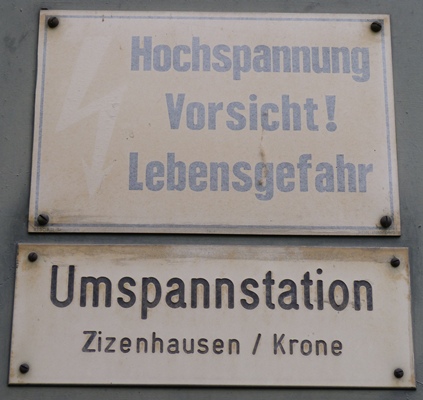 Hochspannung
Vorsicht!
Lebensgefahr
Umspannstation
Zizenhausen / Krone